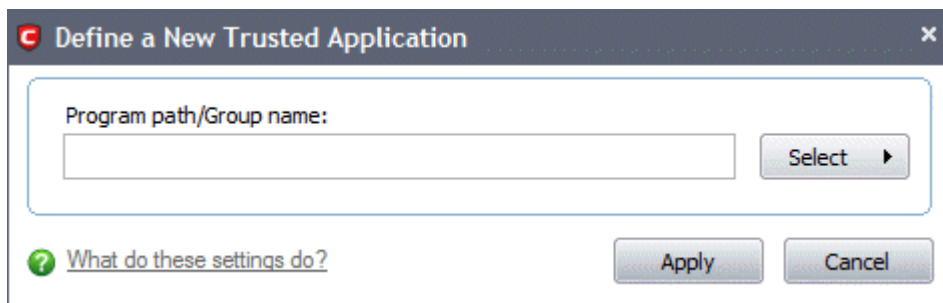 Define a New Trusted Application
Program path/Group name:
Select
What do these settings do?
Apply
Cancel